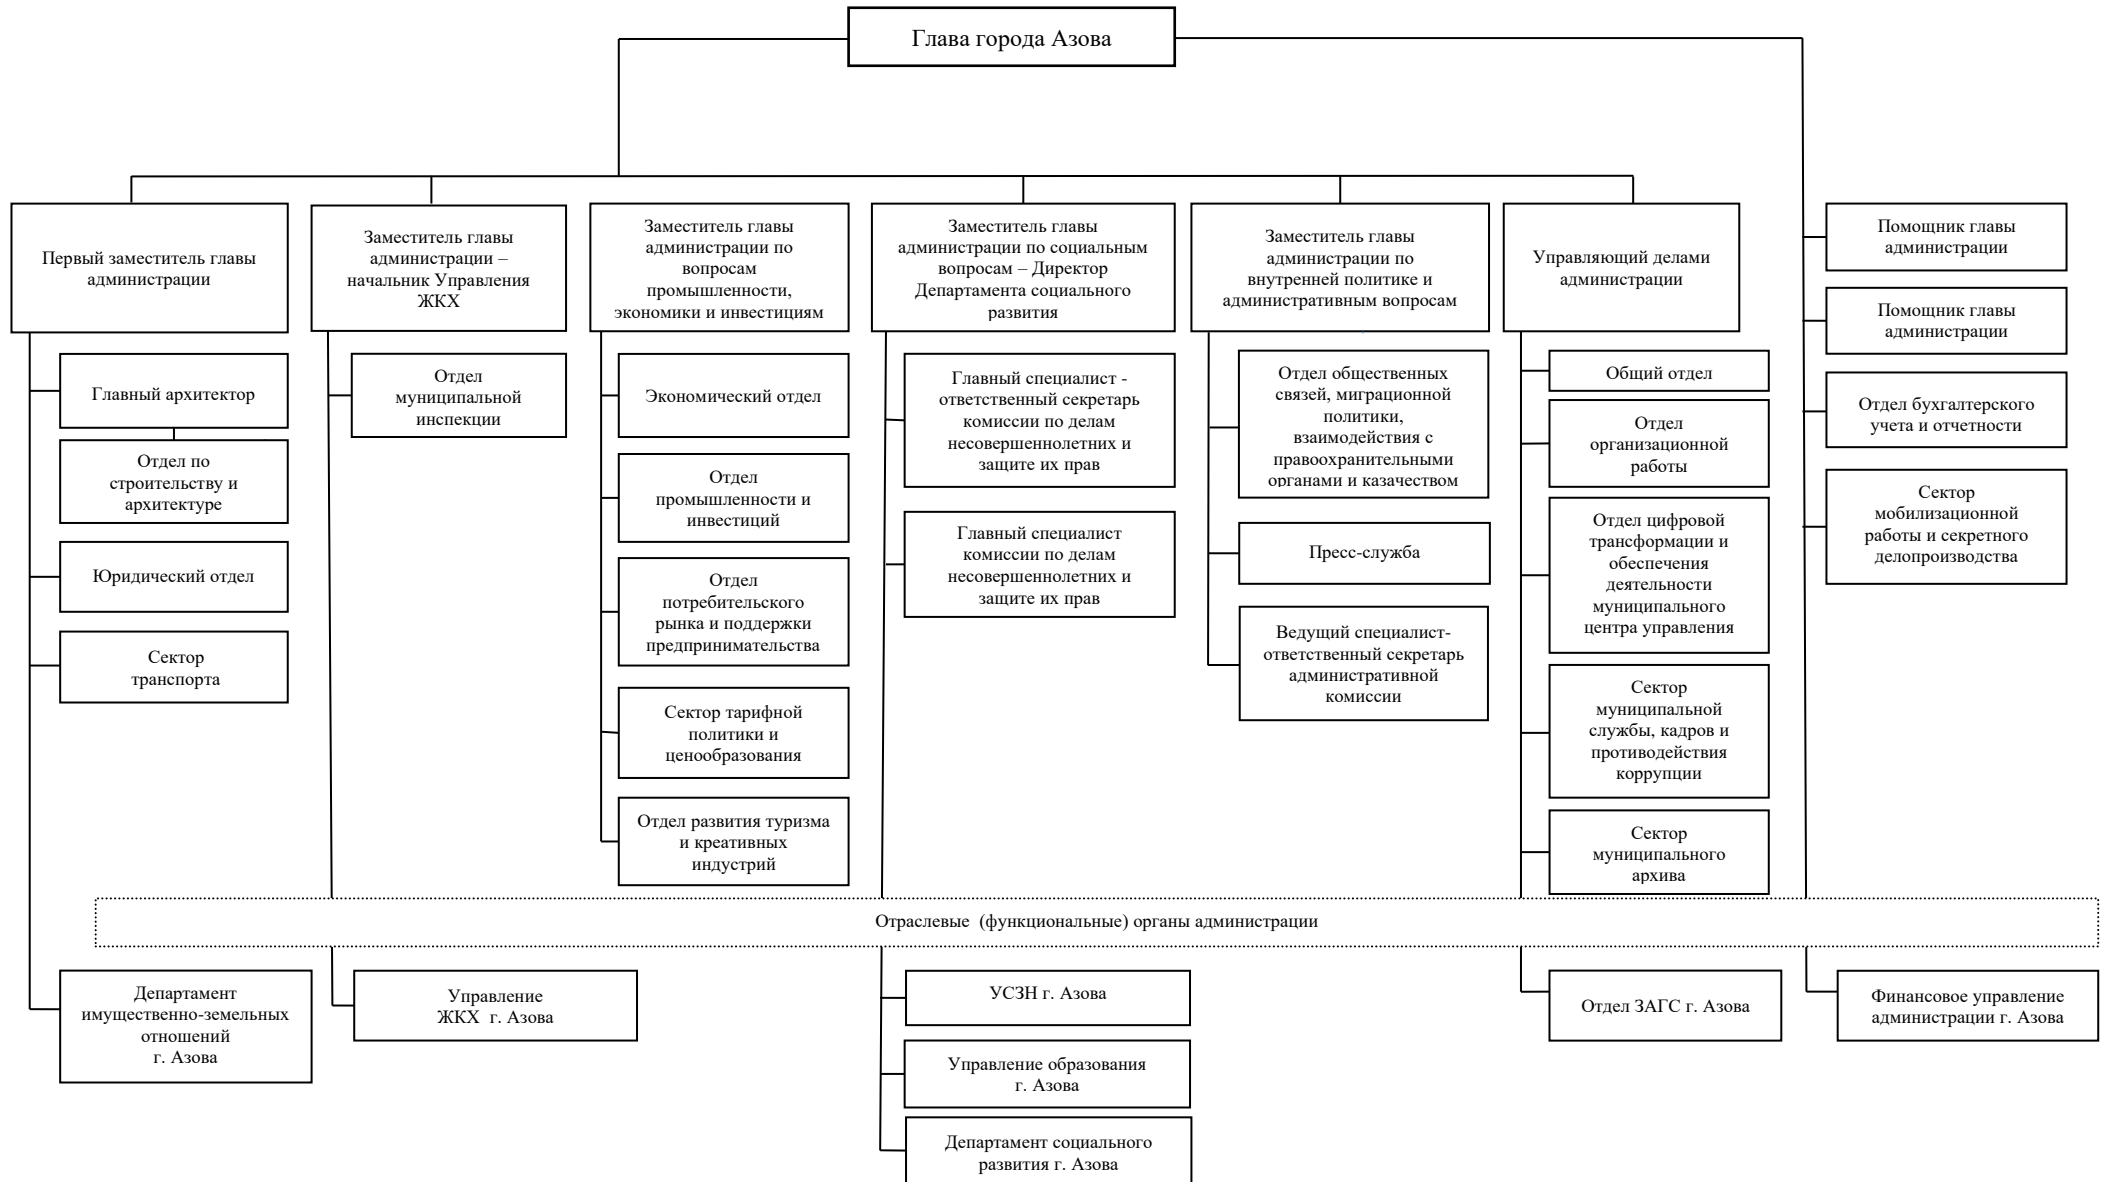 Глава города Азова
Первый заместитель главы
администрации
Главный архитектор
Отдел по
строительству и
архитектуре
Юридический отдел
Сектор
транспорта
Заместитель главы
администрации –
начальник Управления
ЖКХ
Отдел
муниципальной
инспекции
Заместитель главы
администрации по
вопросам
промышленности,
экономики и инвестициям
Экономический отдел
Отдел
промышленности и
инвестиций
Отдел
потребительского
рынка и поддержки
предпринимательства
Сектор тарифной
политики и
ценообразования
Отдел развития туризма
и креативных
индустрий
Заместитель главы
администрации по социальным
вопросам – Директор
Департамента социального
развития
Главный специалист -
ответственный секретарь
комиссии по делам
несовершеннолетних и
защите их прав
Главный специалист
комиссии по делам
несовершеннолетних и
защите их прав
Заместитель главы
администрации по
внутренней политике и
административным вопросам
Отдел общественных
связей, миграционной
политики,
взаимодействия с
правоохранительными
органами и казачеством
Пресс-служба
Ведущий специалист-
ответственный секретарь
административной
комиссии
Управляющий делами
администрации
Общий отдел
Отдел
организационной
работы
Отдел цифровой
трансформации и
обеспечения
деятельности
муниципального
центра управления
Сектор
муниципальной
службы, кадров и
противодействия
коррупции
Сектор
муниципального
архива
Помощник главы
администрации
Помощник главы
администрации
Отдел бухгалтерского
учета и отчетности
Сектор
мобилизационной
работы и секретного
делопроизводства
Отраслевые (функциональные) органы администрации
Департамент
имущественно-земельных
отношений
г. Азова
Управление
ЖКХ г. Азова
УСЗН г. Азова
Управление образования
г. Азова
Департамент социального
развития г. Азова
Отдел ЗАГС г. Азова
Финансовое управление
администрации г. Азова